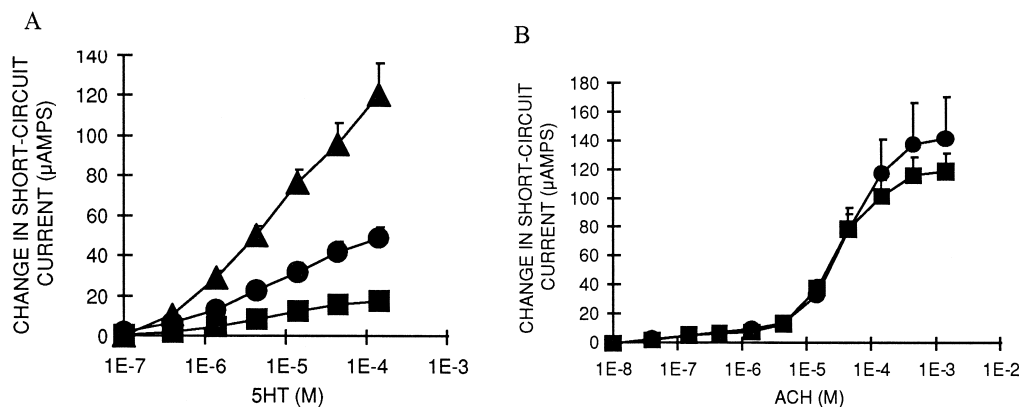 A
CHANGE IN SHORT-CIRCUIT
CURRENT (µAMPS)
140
120
100
80
60
40
20
0
1E-7 1E-6 1E-5 1E-4 1E-3
5HT (M)
B
CHANGE IN SHORT-CIRCUIT
CURRENT (µAMPS)
180
160
140
120
100
80
60
40
20
0
1E-8 1E-7 1E-6 1E-5 1E-4 1E-3 1E-2
ACH (M)